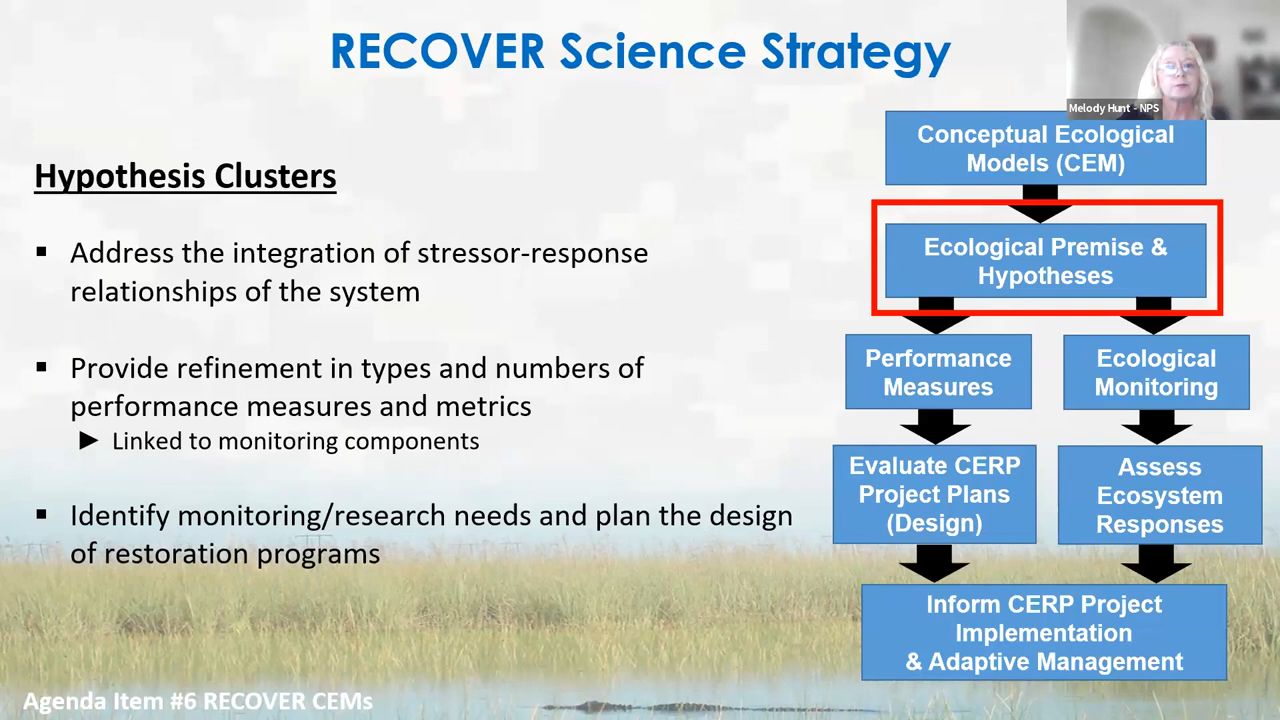 RECOVER Science Strategy
Melody Hunt - NPS
Hypothesis Clusters
▪ Address the integration of stressor-response
relationships of the system
▪ Provide refinement in types and numbers of
performance measures and metrics
► Linked to monitoring components
▪ Identify monitoring/research needs and plan the design
of restoration programs
Conceptual Ecological
Models (CEM)
Ecological Premise &
Hypotheses
Performance
Measures
Ecological
Monitoring
Evaluate CERP
Project Plans
(Design)
Assess
Ecosystem
Responses
Inform CERP Project
Implementation
& Adaptive Management
Agenda Item #6 RECOVER CEMs